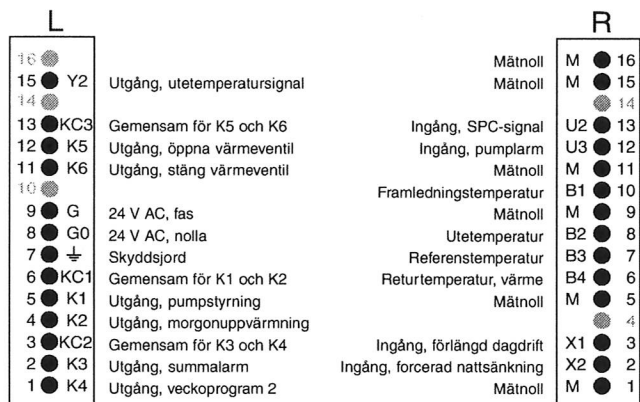 L
16
15 Y2 Utgång, utetemperatursignal
14
13 KC3 Gemensam för K5 och K6
12 K5 Utgång, öppna värmeventil
11 K6 Utgång, stäng värmeventil
10
9 G 24 V AC, fas
8 G0 24 V AC, nolla
7 ⏚ Skyddsjord
6 KC1 Gemensam för K1 och K2
5 K1 Utgång, pumpstyrning
4 K2 Utgång, morgonuppvärmning
3 KC2 Gemensam för K3 och K4
2 K3 Utgång, summalarm
1 K4 Utgång, veckoprogram 2
R
Mätnoll M 16
Mätnoll M 15
14
Ingång, SPC-signal U2 13
Ingång, pumplarm U3 12
Mätnoll M 11
Framledningstemperatur B1 10
Mätnoll M 9
Utetemperatur B2 8
Referenstemperatur B3 7
Returtemperatur, värme B4 6
Mätnoll M 5
4
Ingång, förlängd dagdrift X1 3
Ingång, forcerad nattsänkning X2 2
Mätnoll M 1